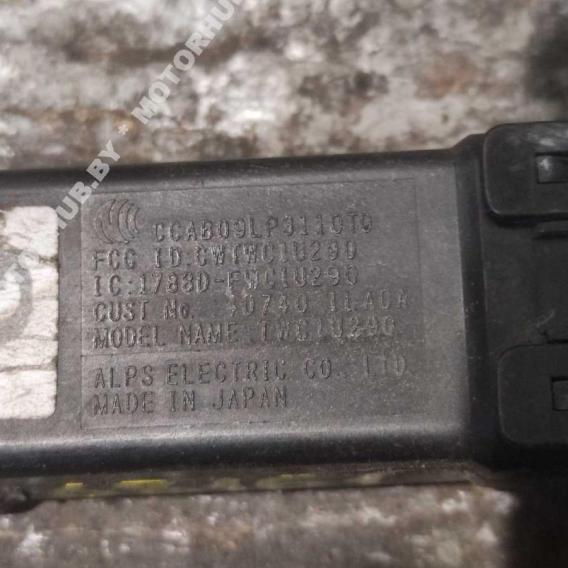 MOTORHUB.BY * MOTORHUB
CCAB09LP3110T0
FCC ID:CWTWC1U290
IC:1788D-FWC1U290
CUST No. 40740 1LA0A
MODEL NAME TWC1U290
ALPS ELECTRIC CO., LTD
MADE IN JAPAN